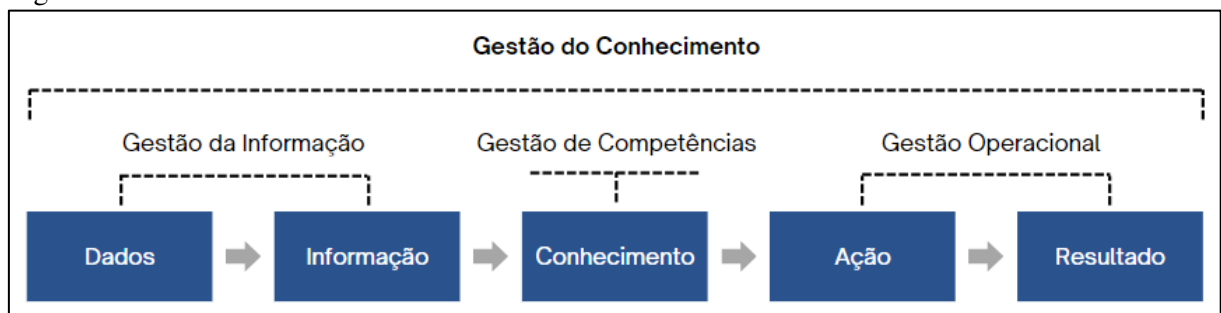 Gestão do Conhecimento
Gestão da Informação Gestão de Competências Gestão Operacional
Dados Informação Conhecimento Ação Resultado